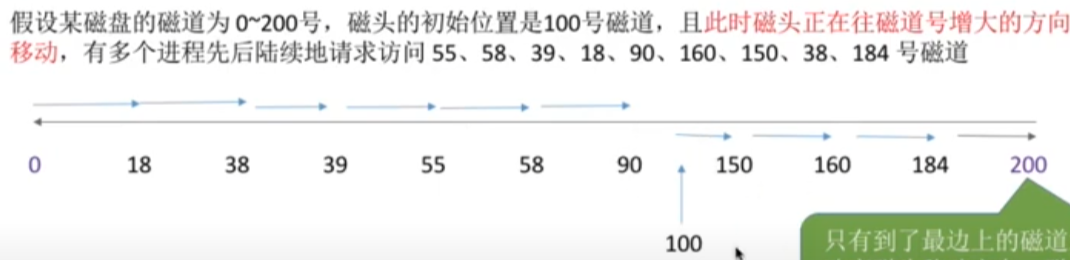 假设某磁盘的磁道为 0~200号，磁头的初始位置是100号磁道，且此时磁头正在往磁道号增大的方向
移动，有多个进程先后陆续地请求访问 55、58、39、18、90、160、150、38、184 号磁道
0 18 38 39 55 58 90 150 160 184 200
100
只有到了最边上的磁道